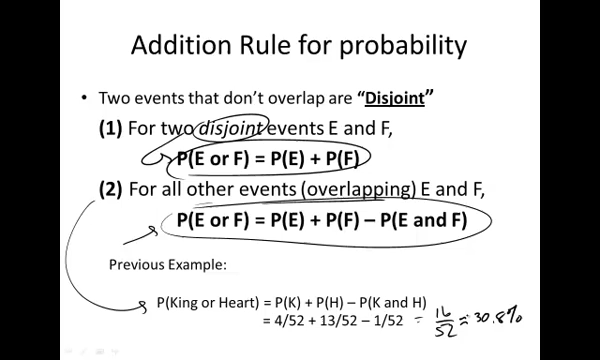 Addition Rule for probability
• Two events that don't overlap are "Disjoint"
(1) For two disjoint events E and F,
P(E or F) = P(E) + P(F)
(2) For all other events (overlapping) E and F,
P(E or F) = P(E) + P(F) – P(E and F)
Previous Example:
P(King or Heart) = P(K) + P(H) – P(K and H)
= 4/52 + 13/52 – 1/52 = 16/52 = 30.8%